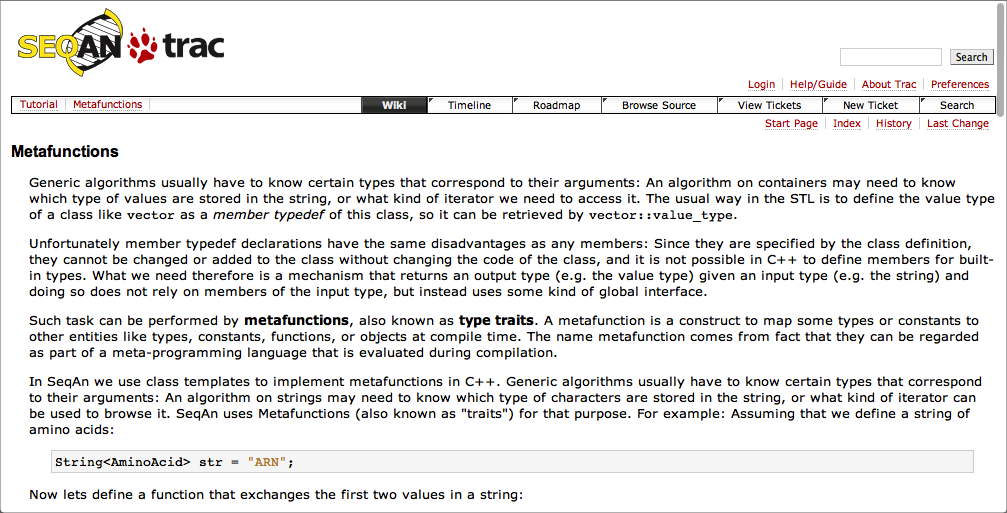 SEQAN trac
Search
Login Help/Guide About Trac Preferences
Tutorial Metafunctions Wiki Timeline Roadmap Browse Source View Tickets New Ticket Search
Start Page Index History Last Change
Metafunctions
Generic algorithms usually have to know certain types that correspond to their arguments: An algorithm on containers may need to know
which type of values are stored in the string, or what kind of iterator we need to access it. The usual way in the STL is to define the value type
of a class like vector as a member typedef of this class, so it can be retrieved by vector::value_type.
Unfortunately member typedef declarations have the same disadvantages as any members: Since they are specified by the class definition,
they cannot be changed or added to the class without changing the code of the class, and it is not possible in C++ to define members for built-
in types. What we need therefore is a mechanism that returns an output type (e.g. the value type) given an input type (e.g. the string) and
doing so does not rely on members of the input type, but instead uses some kind of global interface.
Such task can be performed by metafunctions, also known as type traits. A metafunction is a construct to map some types or constants to
other entities like types, constants, functions, or objects at compile time. The name metafunction comes from fact that they can be regarded
as part of a meta-programming language that is evaluated during compilation.
In SeqAn we use class templates to implement metafunctions in C++. Generic algorithms usually have to know certain types that correspond
to their arguments: An algorithm on strings may need to know which type of characters are stored in the string, or what kind of iterator can
be used to browse it. SeqAn uses Metafunctions (also known as "traits") for that purpose. For example: Assuming that we define a string of
amino acids:
String<AminoAcid> str = "ARN";
Now lets define a function that exchanges the first two values in a string: